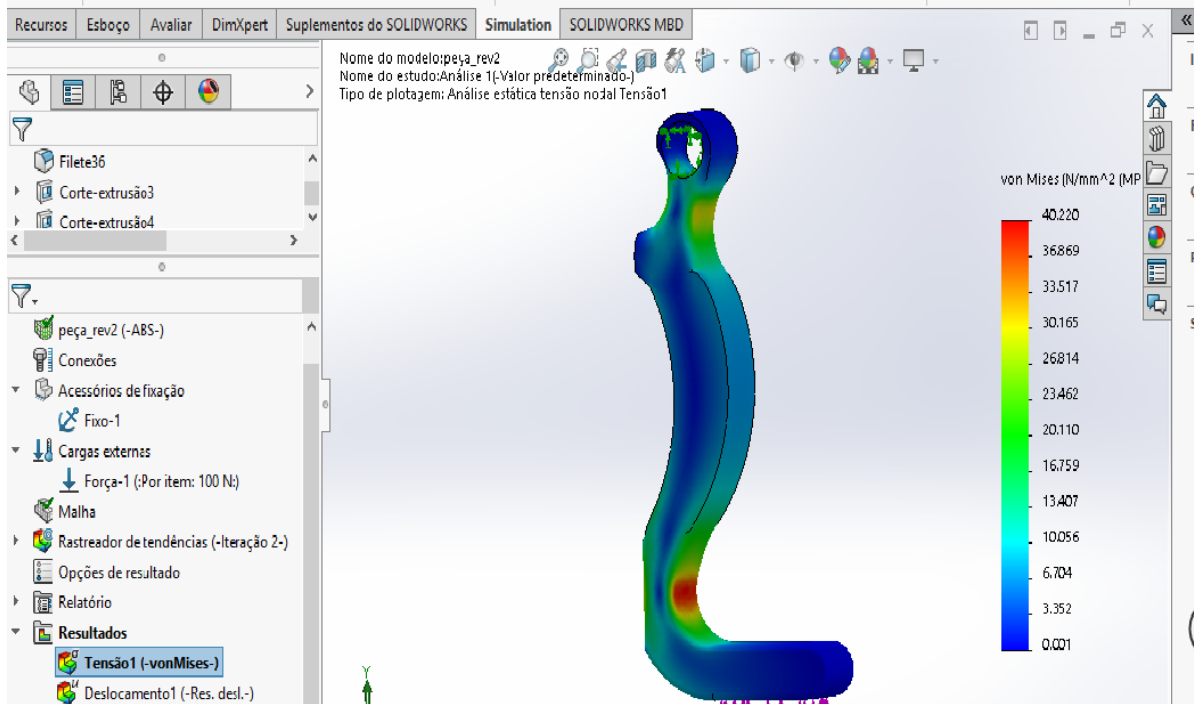 Recursos Esboço Avaliar DimXpert Suplementos do SOLIDWORKS Simulation SOLIDWORKS MBD
Nome do modelo:peça_rev2
Nome do estudo:Análise 1(-Valor predeterminado-)
Tipo de plotagem: Análise estática tensão nodal Tensão1
Filete36
Corte-extrusão3
Corte-extrusão4
peça_rev2 (-ABS-)
Conexões
Acessórios de fixação
Fixo-1
Cargas externas
Força-1 (:Por item: 100 N:)
Malha
Rastreador de tendências (-Iteração 2-)
Opções de resultado
Relatório
Resultados
Tensão1 (-vonMises-)
Deslocamento1 (-Res. desl.-)
von Mises (N/mm^2 (MP
40.220
36.869
33.517
30.165
26.814
23.462
20.110
16.759
13.407
10.056
6.704
3.352
0.001
Y